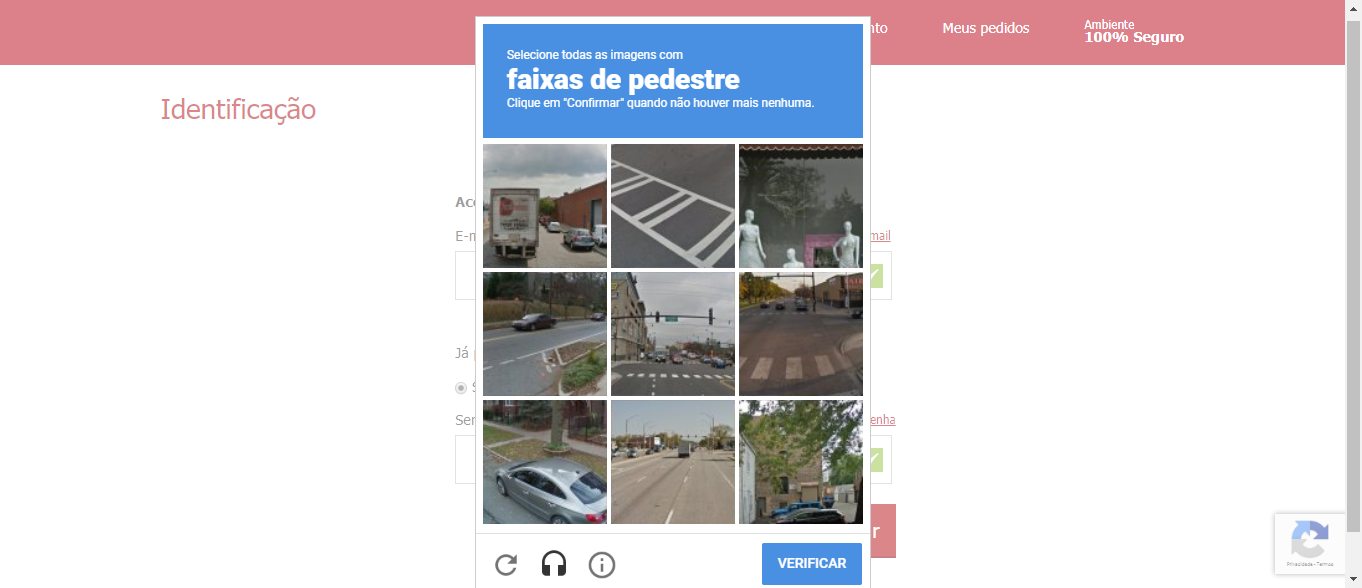 nto
Meus pedidos
Ambiente
100% Seguro
Selecione todas as imagens com
faixas de pedestre
Clique em "Confirmar" quando não houver mais nenhuma.
Identificação
Ac
E-m
mail
Já
Sen
enha
r
VERIFICAR
Privacidade - Termos